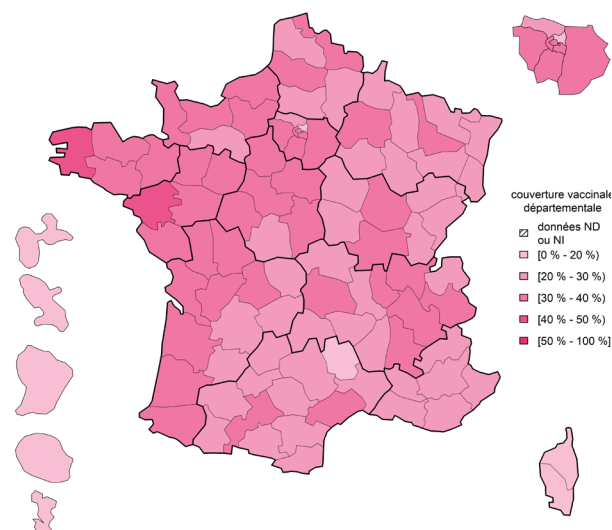 couverture vaccinale
départementale
données ND
ou NI
[0 % - 20 %)
[20 % - 30 %)
[30 % - 40 %)
[40 % - 50 %)
[50 % - 100 %]